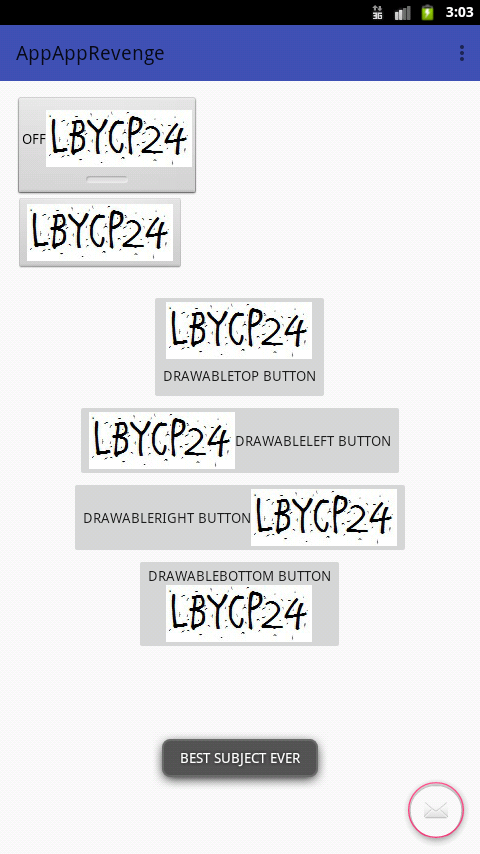 3G 3:03
AppAppRevenge
OFF LBYCP24
LBYCP24
LBYCP24
DRAWABLETOP BUTTON
LBYCP24 DRAWABLELEFT BUTTON
DRAWABLERIGHT BUTTON LBYCP24
DRAWABLEBOTTOM BUTTON
LBYCP24
BEST SUBJECT EVER